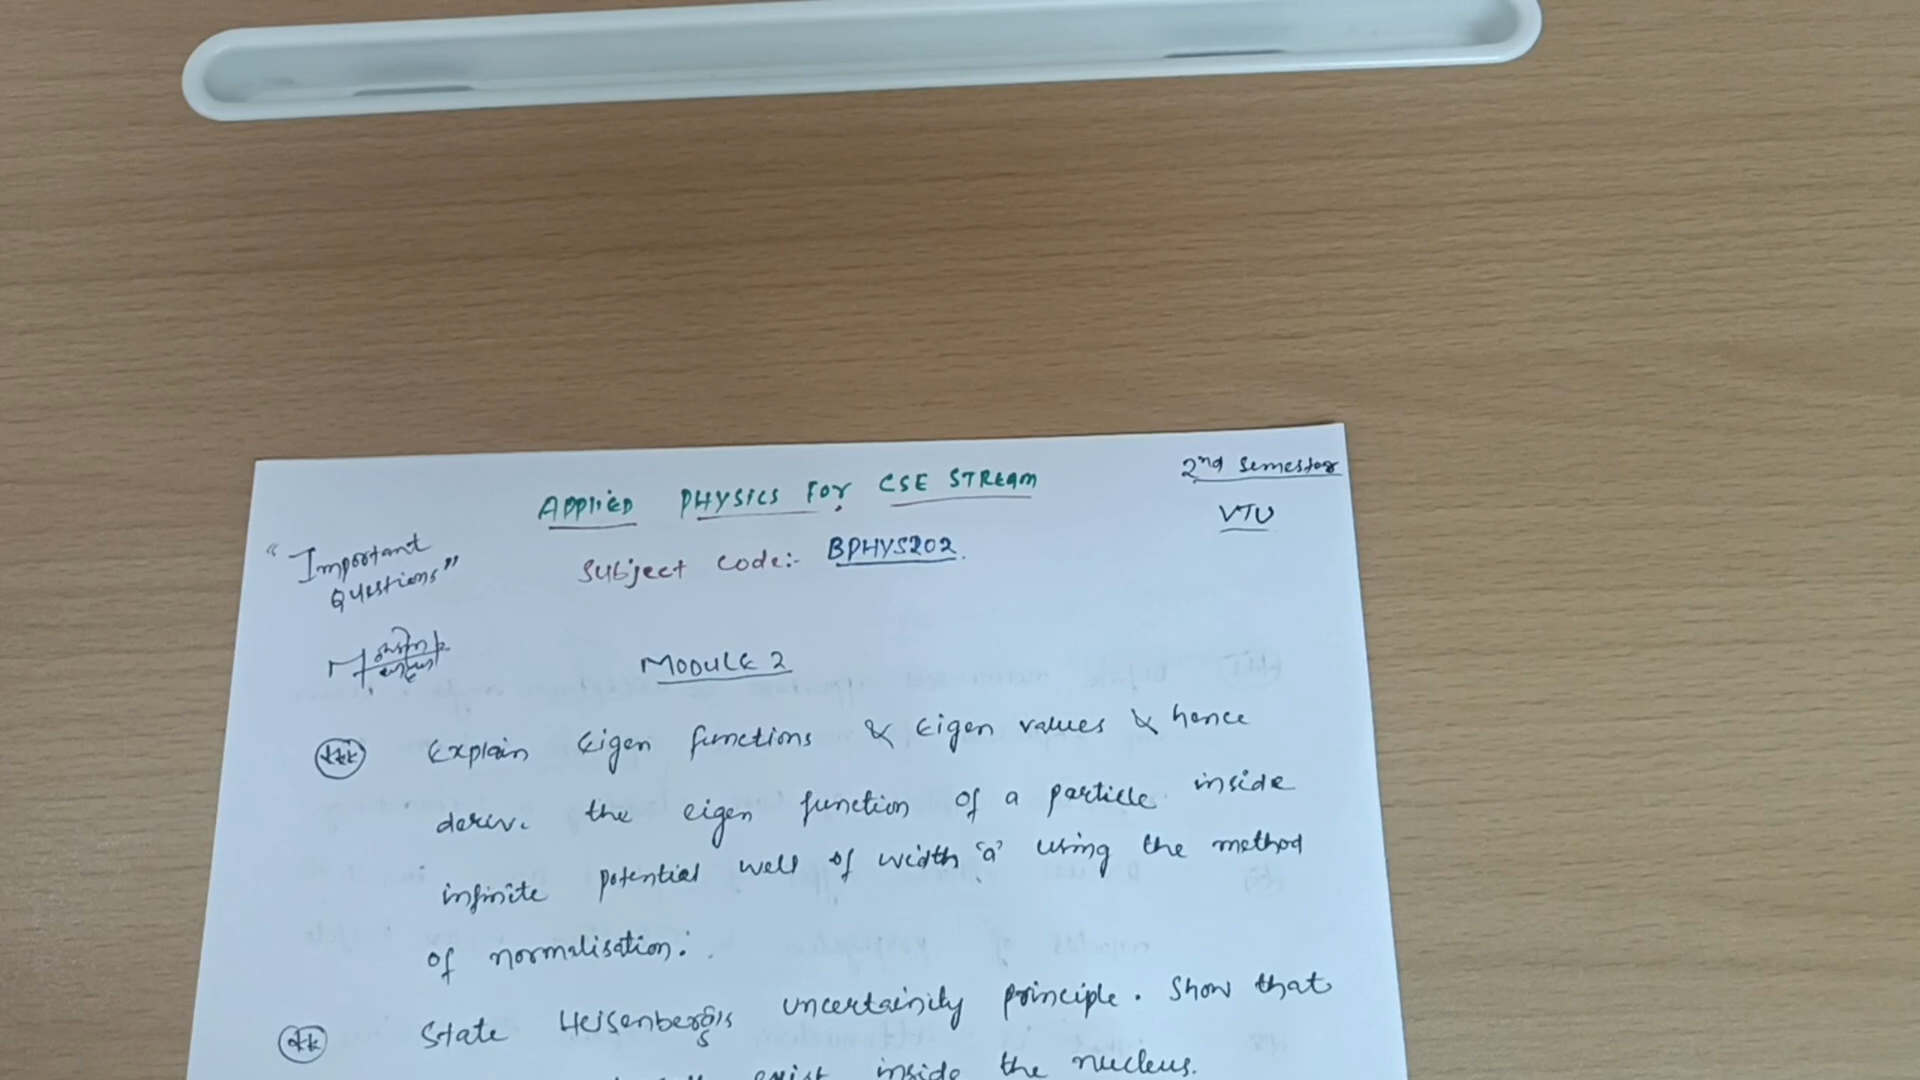 APPLIED PHYSICS FOR CSE STREAM
2nd Semester
VTU
"Important
Questions"
Subject Code:- BPHYS202.
MODULE 2
*** Explain Eigen functions & Eigen values & hence
derive the eigen function of a particle inside
infinite potential well of width 'a' using the method
of normalisation.
** State Heisenberg's uncertainity principle. Show that
exist inside the nucleus.